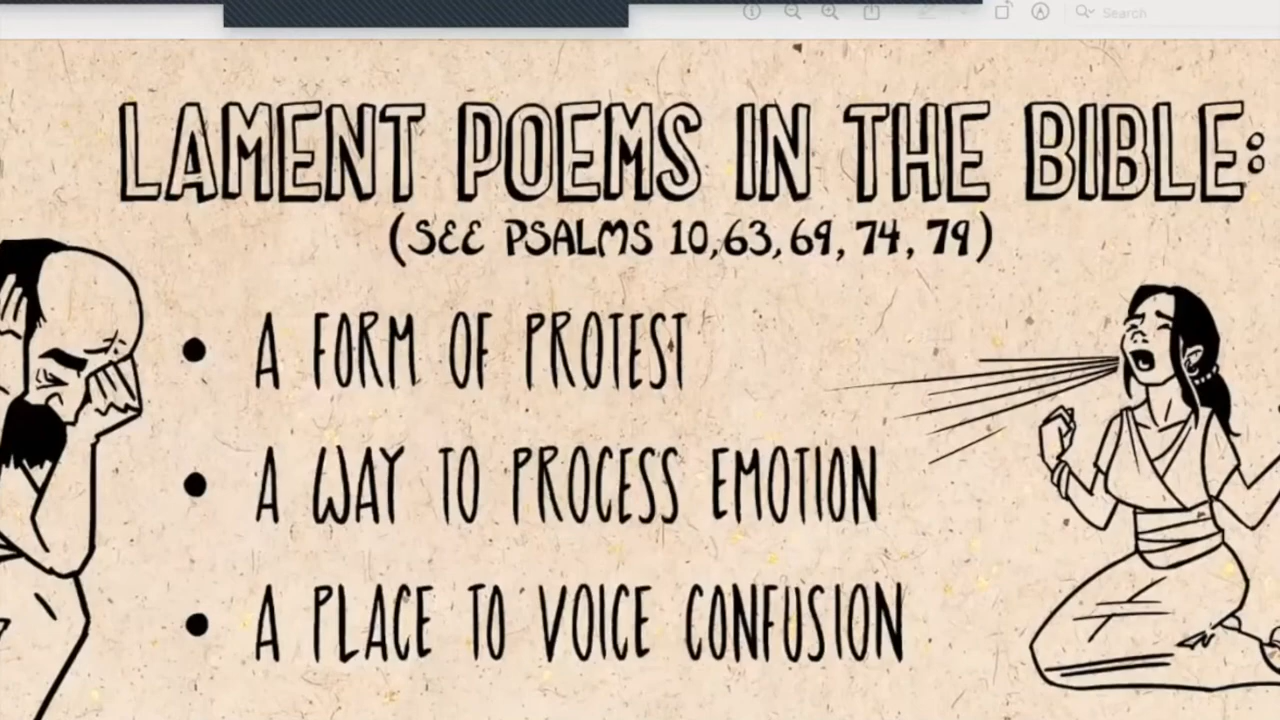 Search
LAMENT POEMS IN THE BIBLE:
(SEE PSALMS 10,63,69,74,79)
• A FORM OF PROTEST
• A WAY TO PROCESS EMOTION
• A PLACE TO VOICE CONFUSION